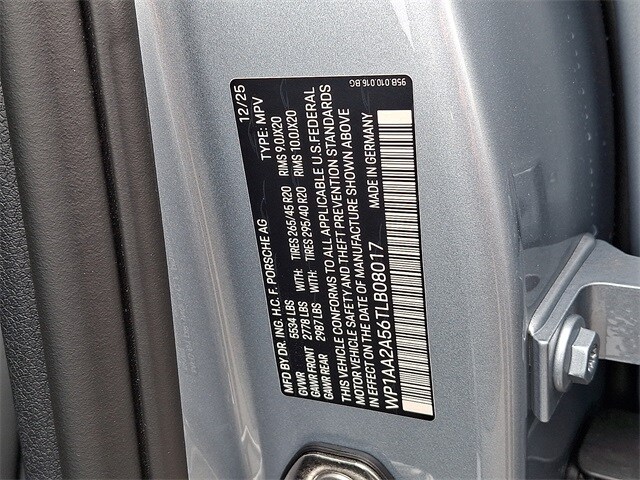 95B.010.016.BG
MFD BY DR. ING. H.C. F. PORSCHE AG 12/25
GVWR 5534 LBS TYPE: MPV
GAWR FRONT 2778 LBS WITH: TIRES 265/45 R20 RIMS 9.0JX20
GAWR REAR 2987 LBS WITH: TIRES 295/40 R20 RIMS 10.0JX20
THIS VEHICLE CONFORMS TO ALL APPLICABLE U.S. FEDERAL
MOTOR VEHICLE SAFETY AND THEFT PREVENTION STANDARDS
IN EFFECT ON THE DATE OF MANUFACTURE SHOWN ABOVE
WP1AA2A56TLB08017 MADE IN GERMANY